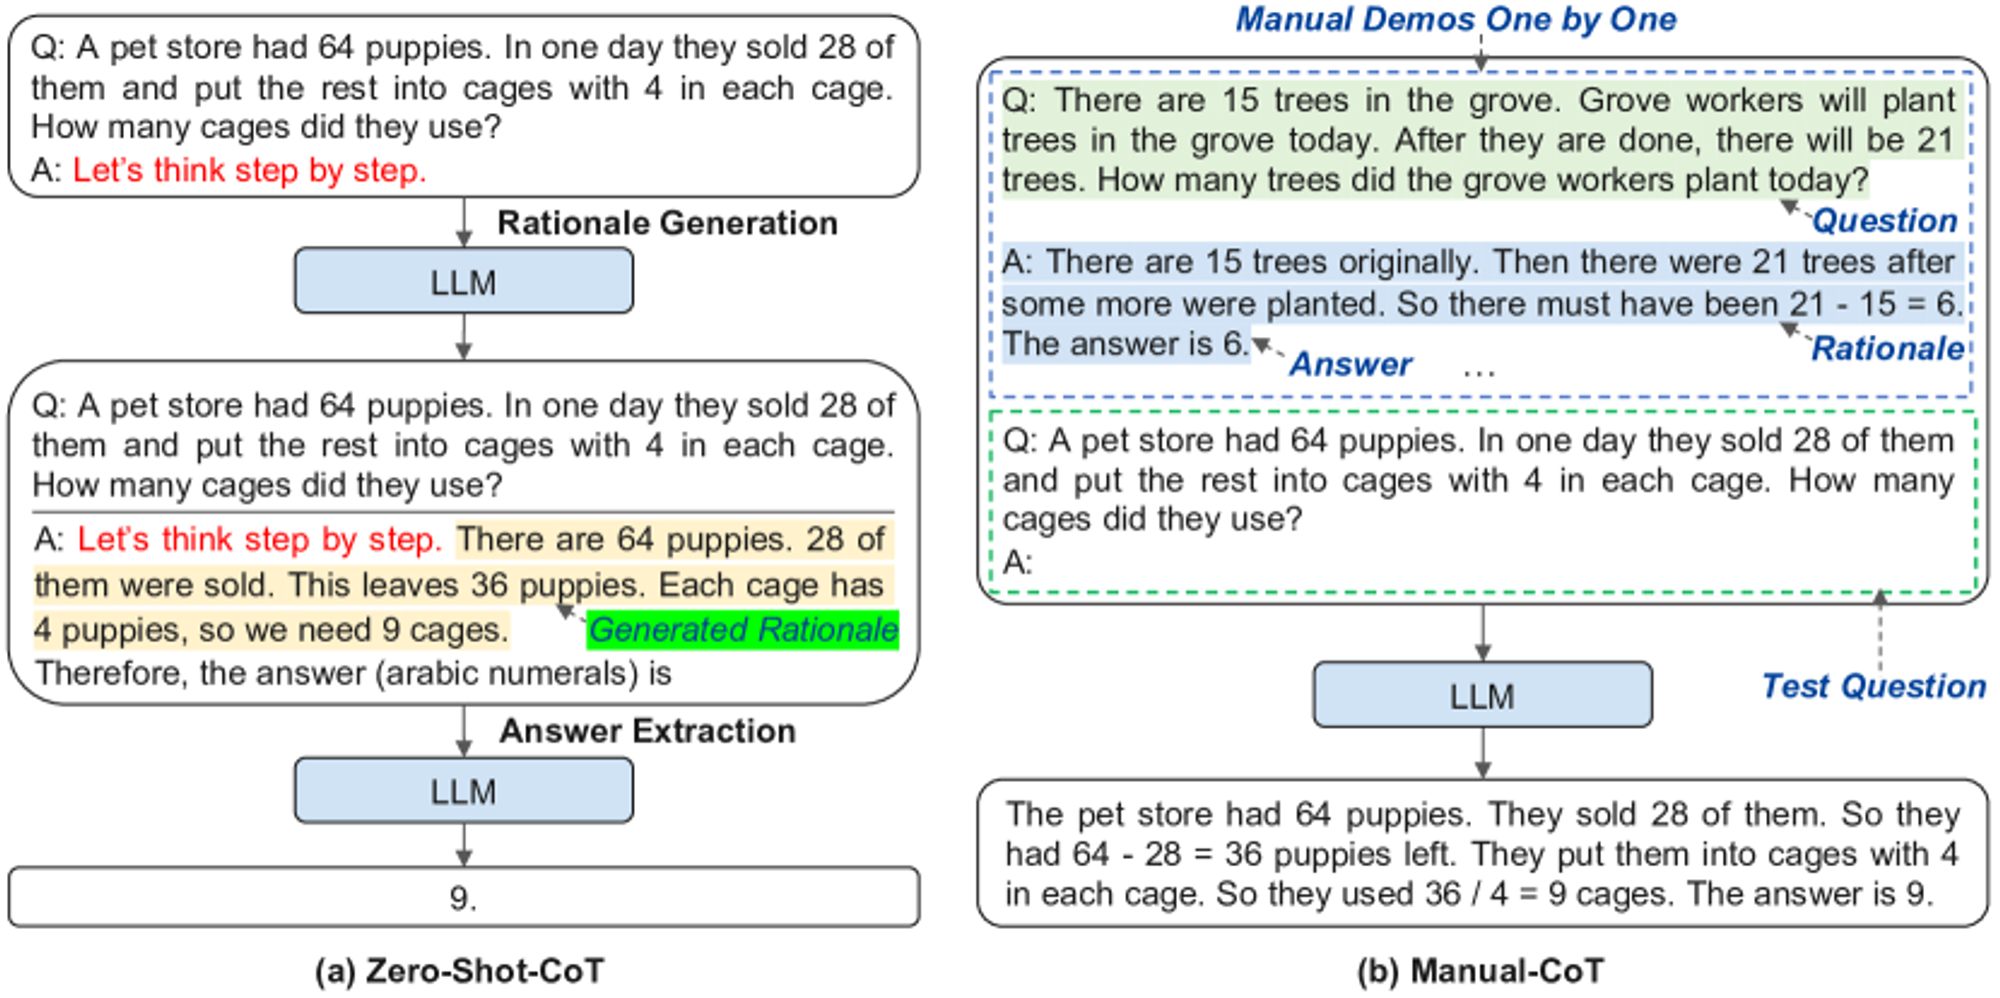 Q: A pet store had 64 puppies. In one day they sold 28 of
them and put the rest into cages with 4 in each cage.
How many cages did they use?
A: Let's think step by step.
Rationale Generation
LLM
Q: A pet store had 64 puppies. In one day they sold 28 of
them and put the rest into cages with 4 in each cage.
How many cages did they use?
A: Let's think step by step. There are 64 puppies. 28 of
them were sold. This leaves 36 puppies. Each cage has
4 puppies, so we need 9 cages.
Generated Rationale
Therefore, the answer (arabic numerals) is
Answer Extraction
LLM
9.
(a) Zero-Shot-CoT
Manual Demos One by One
Q: There are 15 trees in the grove. Grove workers will plant
trees in the grove today. After they are done, there will be 21
trees. How many trees did the grove workers plant today?
Question
A: There are 15 trees originally. Then there were 21 trees after
some more were planted. So there must have been 21 - 15 = 6.
The answer is 6.
Rationale
Answer
...
Q: A pet store had 64 puppies. In one day they sold 28 of them
and put the rest into cages with 4 in each cage. How many
cages did they use?
A:
LLM
Test Question
The pet store had 64 puppies. They sold 28 of them. So they
had 64 - 28 = 36 puppies left. They put them into cages with 4
in each cage. So they used 36 / 4 = 9 cages. The answer is 9.
(b) Manual-CoT